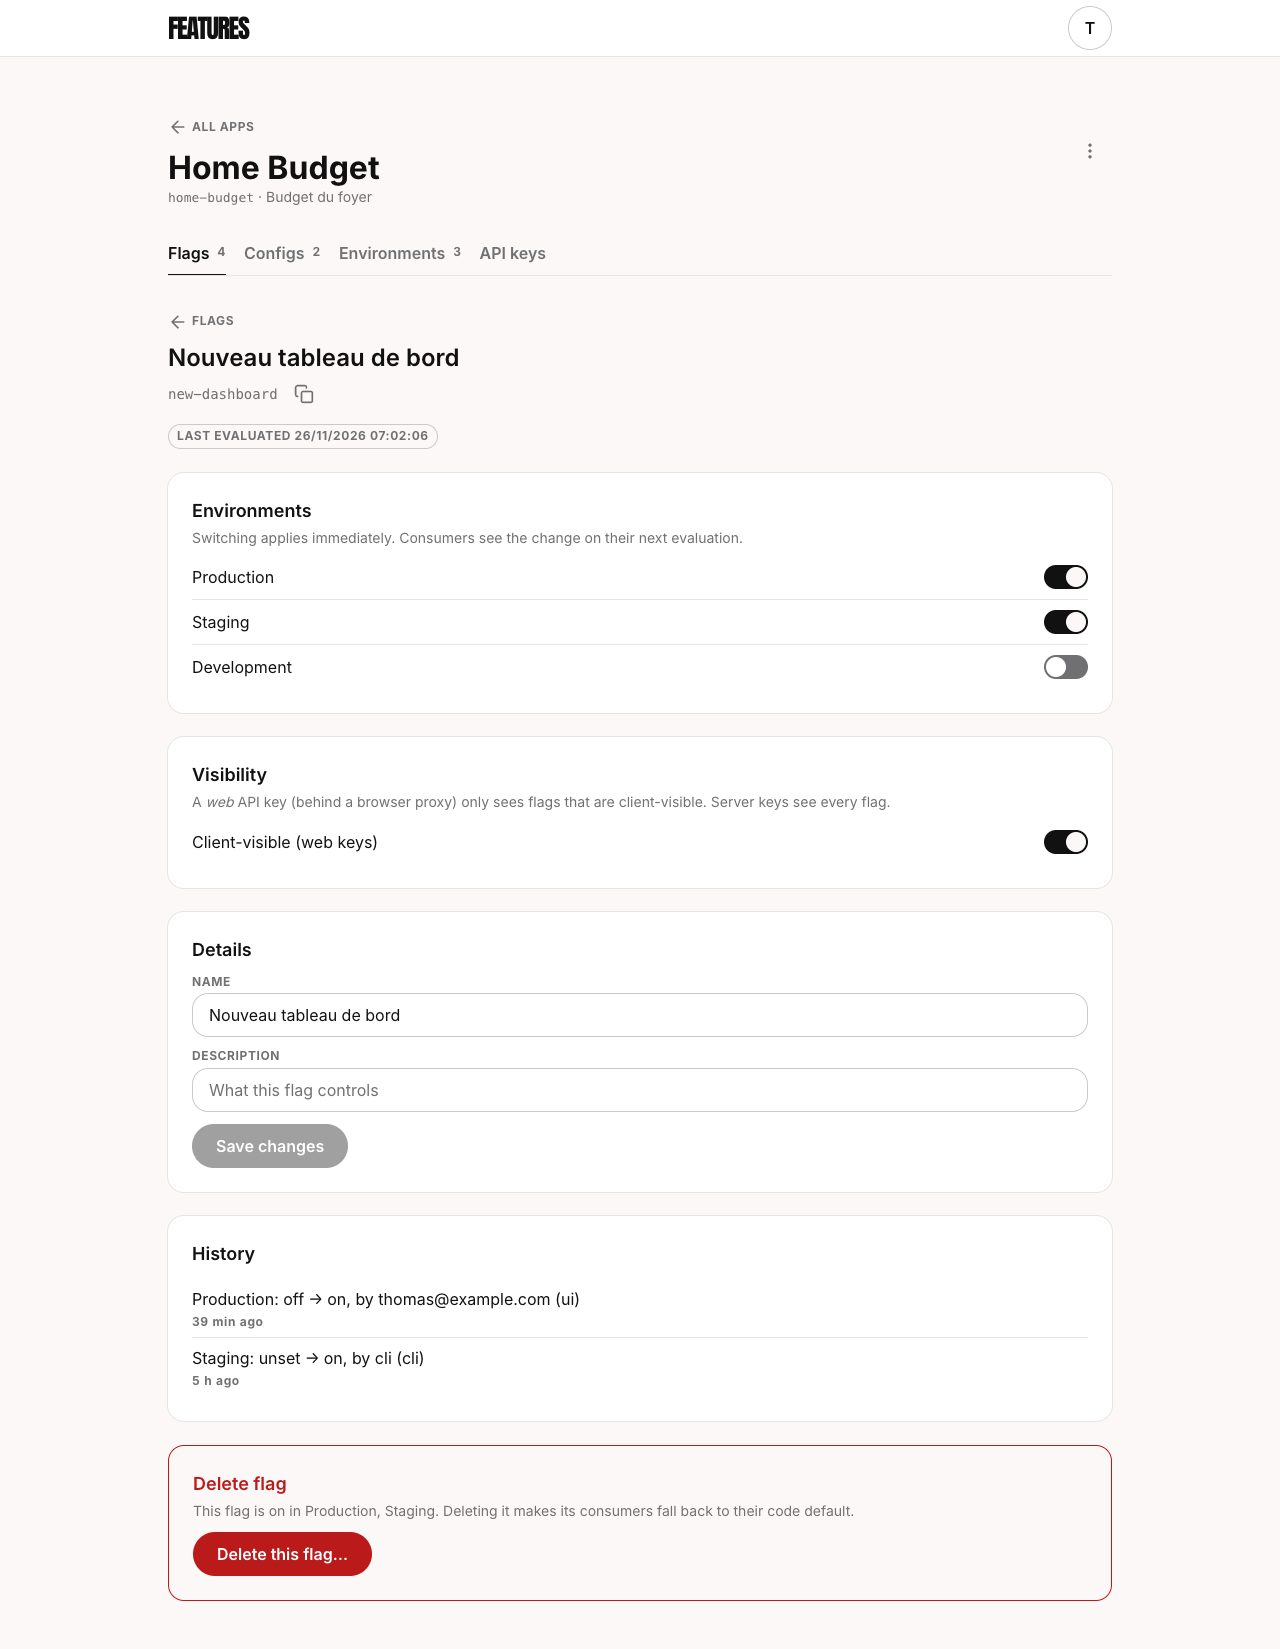 FEATURES
T
ALL APPS
Home Budget
home-budget · Budget du foyer
Flags 4 Configs 2 Environments 3 API keys
FLAGS
Nouveau tableau de bord
new-dashboard
LAST EVALUATED 26/11/2026 07:02:06
Environments
Switching applies immediately. Consumers see the change on their next evaluation.
Production
Staging
Development
Visibility
A web API key (behind a browser proxy) only sees flags that are client-visible. Server keys see every flag.
Client-visible (web keys)
Details
NAME
Nouveau tableau de bord
DESCRIPTION
What this flag controls
Save changes
History
Production: off → on, by thomas@example.com (ui)
39 min ago
Staging: unset → on, by cli (cli)
5 h ago
Delete flag
This flag is on in Production, Staging. Deleting it makes its consumers fall back to their code default.
Delete this flag…